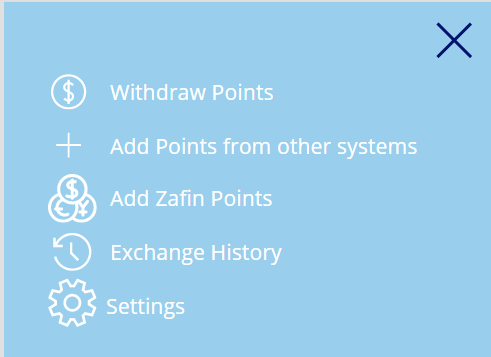 Withdraw Points
Add Points from other systems
Add Zafin Points
Exchange History
Settings